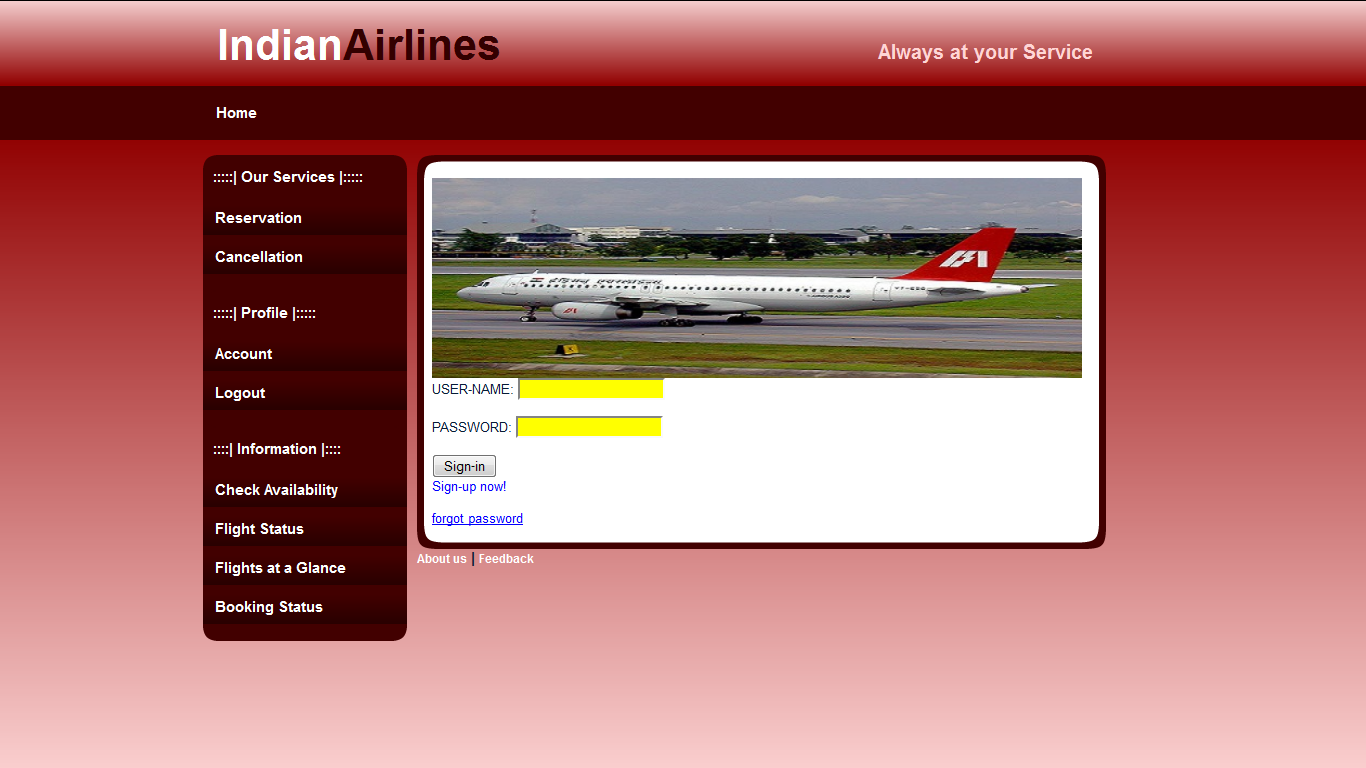 IndianAirlines
Always at your Service
Home
:::::| Our Services |:::::
Reservation
Cancellation
:::::| Profile |:::::
Account
Logout
::::| Information |::::
Check Availability
Flight Status
Flights at a Glance
Booking Status
USER-NAME:
PASSWORD:
Sign-in
Sign-up now!
forgot password
About us | Feedback